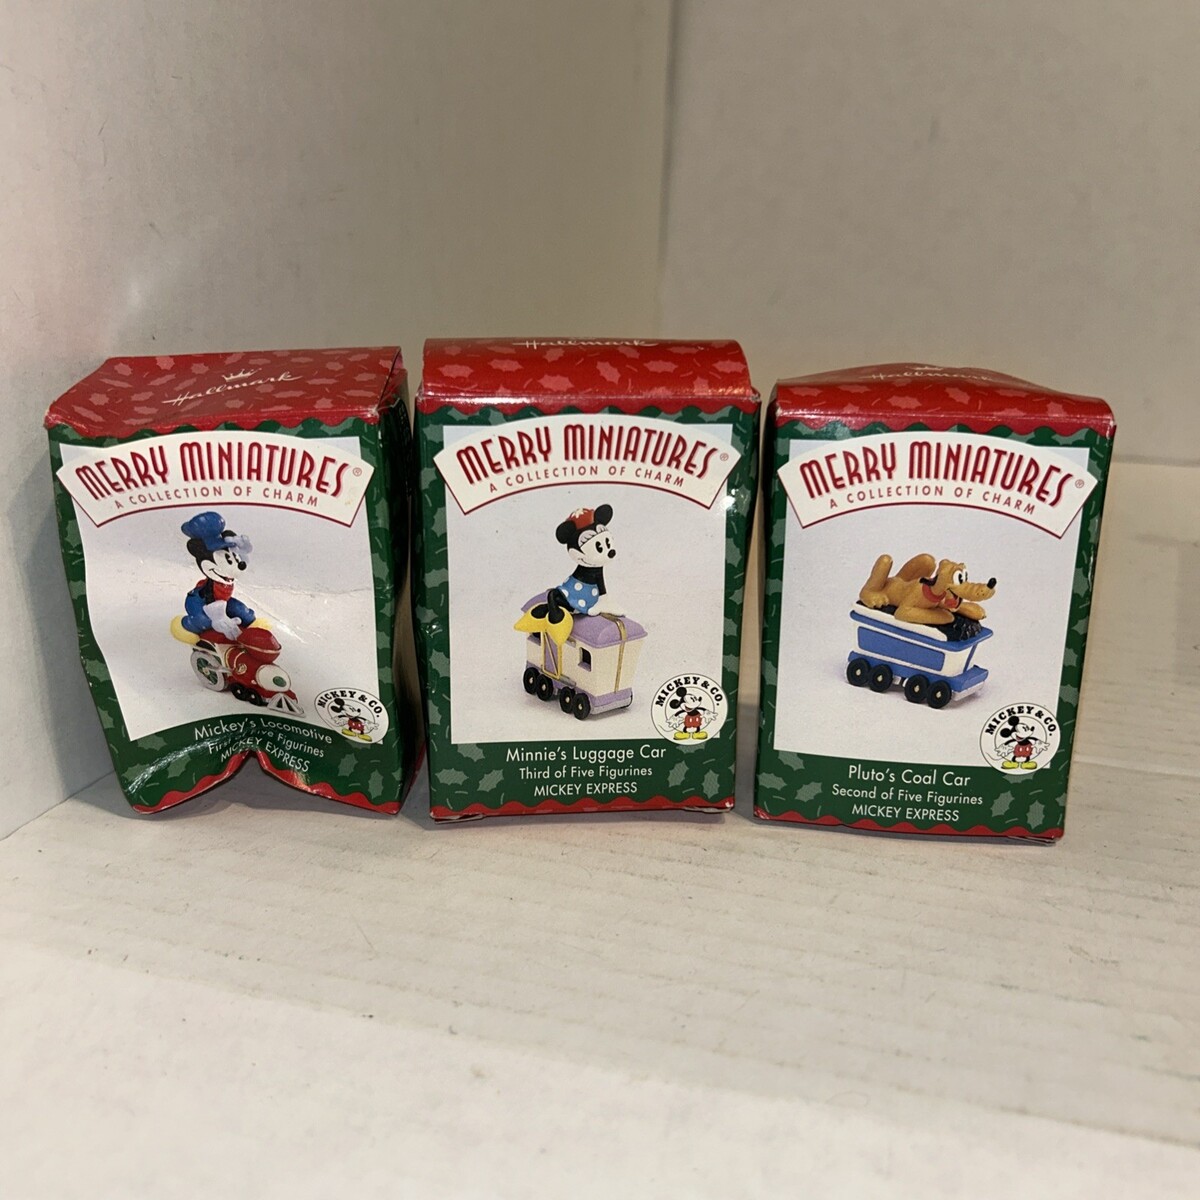 Hallmark
MERRY MINIATURES®
A COLLECTION OF CHARM
MICKEY & CO.
Mickey's Locomotive
First of Five Figurines
MICKEY EXPRESS
Hallmark
MERRY MINIATURES®
A COLLECTION OF CHARM
MICKEY & CO.
Minnie's Luggage Car
Third of Five Figurines
MICKEY EXPRESS
Hallmark
MERRY MINIATURES®
A COLLECTION OF CHARM
MICKEY & CO.
Pluto's Coal Car
Second of Five Figurines
MICKEY EXPRESS